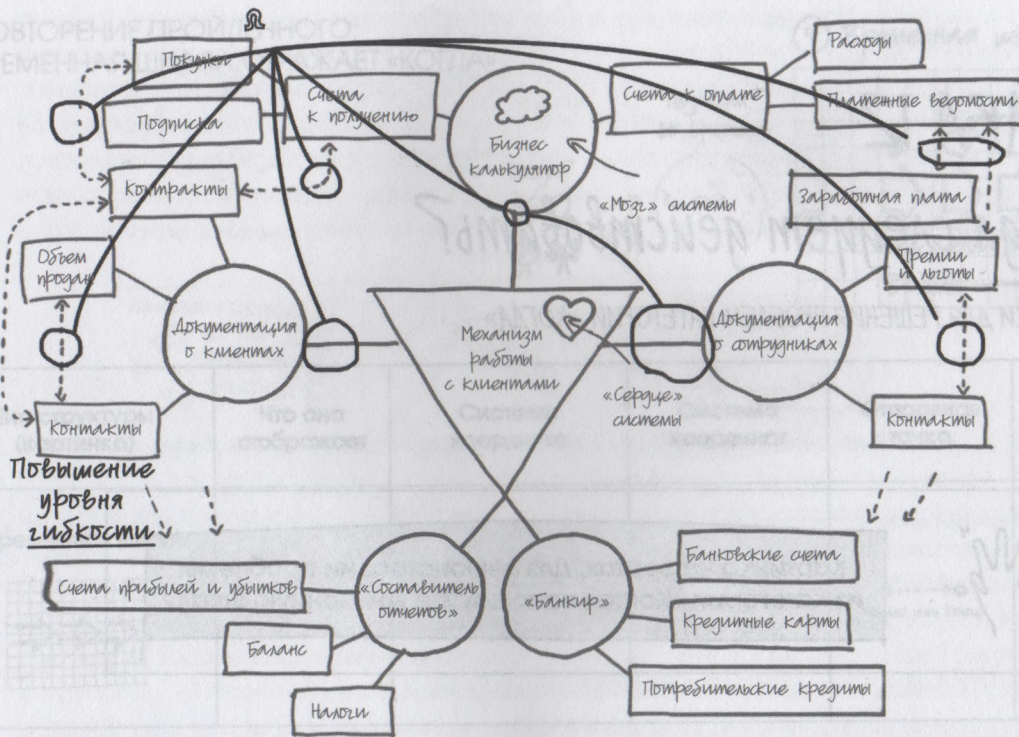 Покупки
Расходы
Счета
к получению
Счета к оплате
Платежные ведомости
Подписка
Бизнес
калькулятор
Контракты
«Мозг» системы
Заработная плата
Объем
продаж
Премии
и льготы
Документация
о клиентах
Механизм
работы
с клиентами
Документация
о сотрудниках
«Сердце»
системы
Контакты
Контакты
Повышение
уровня
гибкости
Счета прибылей и убытков
«Составитель
отчетов»
«Банкир»
Банковские счета
Кредитные карты
Баланс
Потребительские кредиты
Налоги